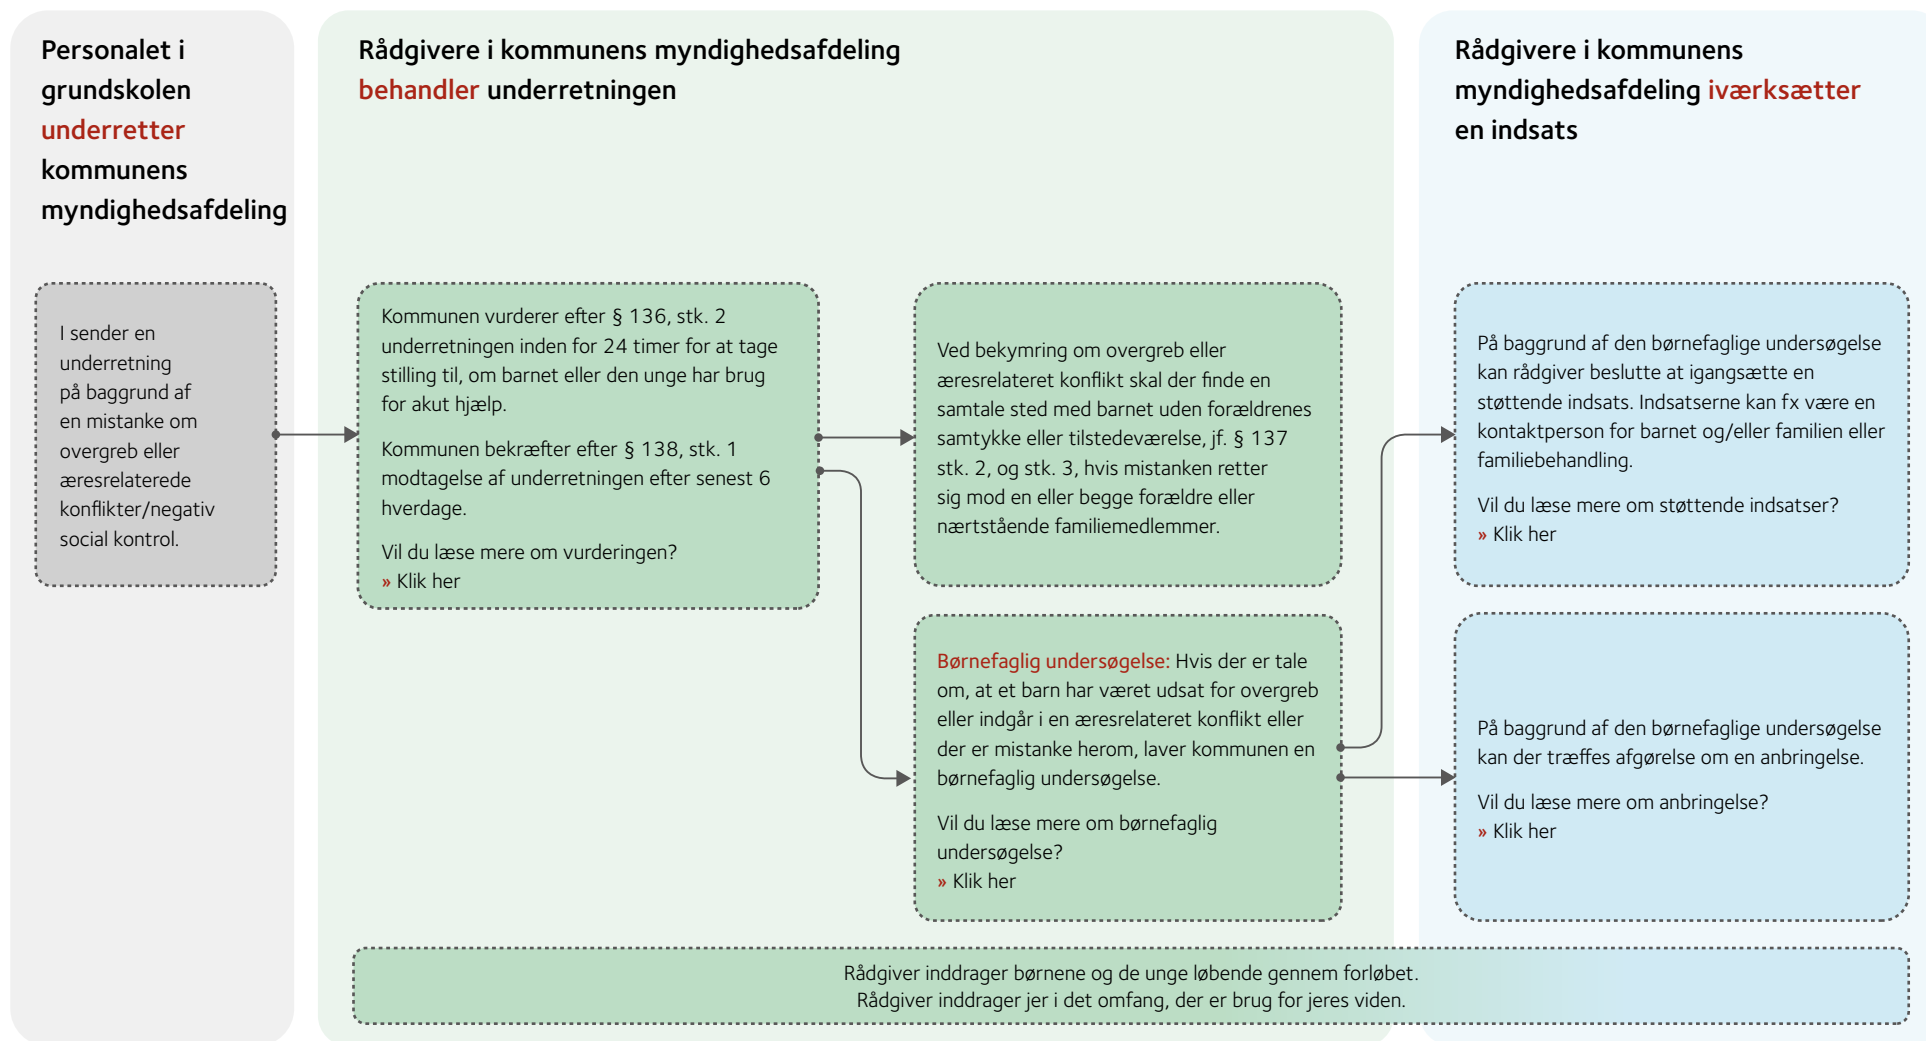 Personalet i
grundskolen
underretter
kommunens
myndighedsafdeling
I sender en
underretning
på baggrund af
en mistanke om
overgreb eller
æresrelaterede
konflikter/negativ
social kontrol.
Rådgivere i kommunens myndighedsafdeling
behandler underretningen
Kommunen vurderer efter § 136, stk. 2
underretningen inden for 24 timer for at tage
stilling til, om barnet eller den unge har brug
for akut hjælp.
Kommunen bekræfter efter § 138, stk. 1
modtagelse af underretningen efter senest 6
hverdage.
Vil du læse mere om vurderingen?
» Klik her
Ved bekymring om overgreb eller
æresrelateret konflikt skal der finde en
samtale sted med barnet uden forældrenes
samtykke eller tilstedeværelse, jf. § 137
stk. 2, og stk. 3, hvis mistanken retter
sig mod en eller begge forældre eller
nærtstående familiemedlemmer.
Børnefaglig undersøgelse: Hvis der er tale
om, at et barn har været udsat for overgreb
eller indgår i en æresrelateret konflikt eller
der er mistanke herom, laver kommunen en
børnefaglig undersøgelse.
Vil du læse mere om børnefaglig
undersøgelse?
» Klik her
Rådgivere i kommunens
myndighedsafdeling iværksætter
en indsats
På baggrund af den børnefaglige undersøgelse
kan rådgiver beslutte at igangsætte en
støttende indsats. Indsatserne kan fx være en
kontaktperson for barnet og/eller familien eller
familiebehandling.
Vil du læse mere om støttende indsatser?
» Klik her
På baggrund af den børnefaglige undersøgelse
kan der træffes afgørelse om en anbringelse.
Vil du læse mere om anbringelse?
» Klik her
Rådgiver inddrager børnene og de unge løbende gennem forløbet.
Rådgiver inddrager jer i det omfang, der er brug for jeres viden.